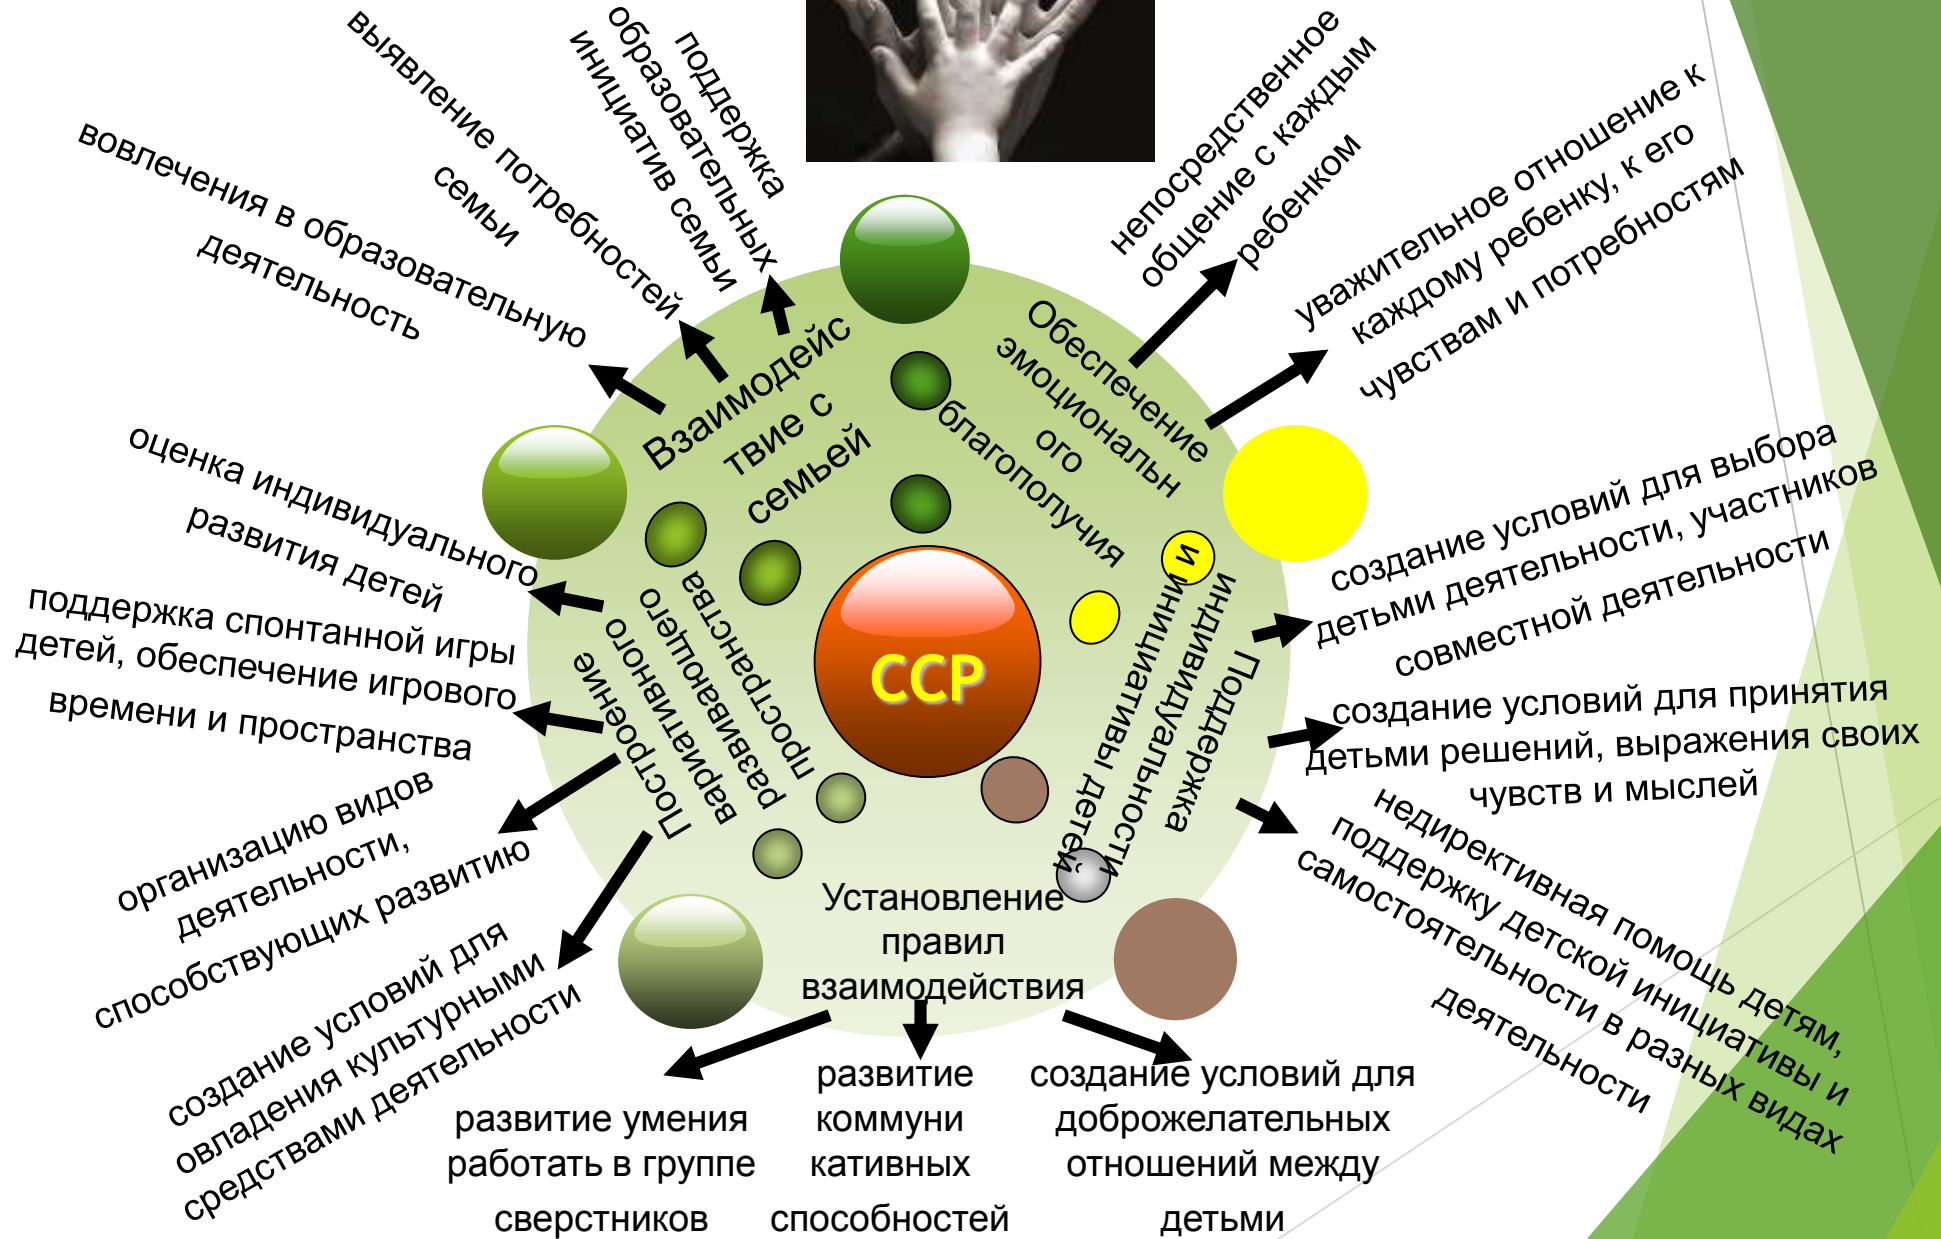 поддержка
образовательных
инициатив семьи
выявление потребностей
семьи
вовлечения в образовательную
деятельность
Взаимодейс
твие с
семьей
непосредственное
общение с каждым
ребенком
уважительное отношение к
каждому ребенку, к его
чувствам и потребностям
Обеспечение
эмоциональн
ого
благополучия
создание условий для выбора
детьми деятельности, участников
совместной деятельности
создание условий для принятия
детьми решений, выражения своих
чувств и мыслей
недирективная помощь детям,
поддержку детской инициативы и
самостоятельности в разных видах
деятельности
Поддержка
индивидуальности
и
инициативы детей
ССР
оценка индивидуального
развития детей
поддержка спонтанной игры
детей, обеспечение игрового
времени и пространства
организацию видов
деятельности,
способствующих развитию
создание условий для
овладения культурными
средствами деятельности
Построение
вариативного
развивающего
пространства
Установление
правил
взаимодействия
развитие умения
работать в группе
сверстников
развитие
коммуни
кативных
способностей
создание условий для
доброжелательных
отношений между
детьми